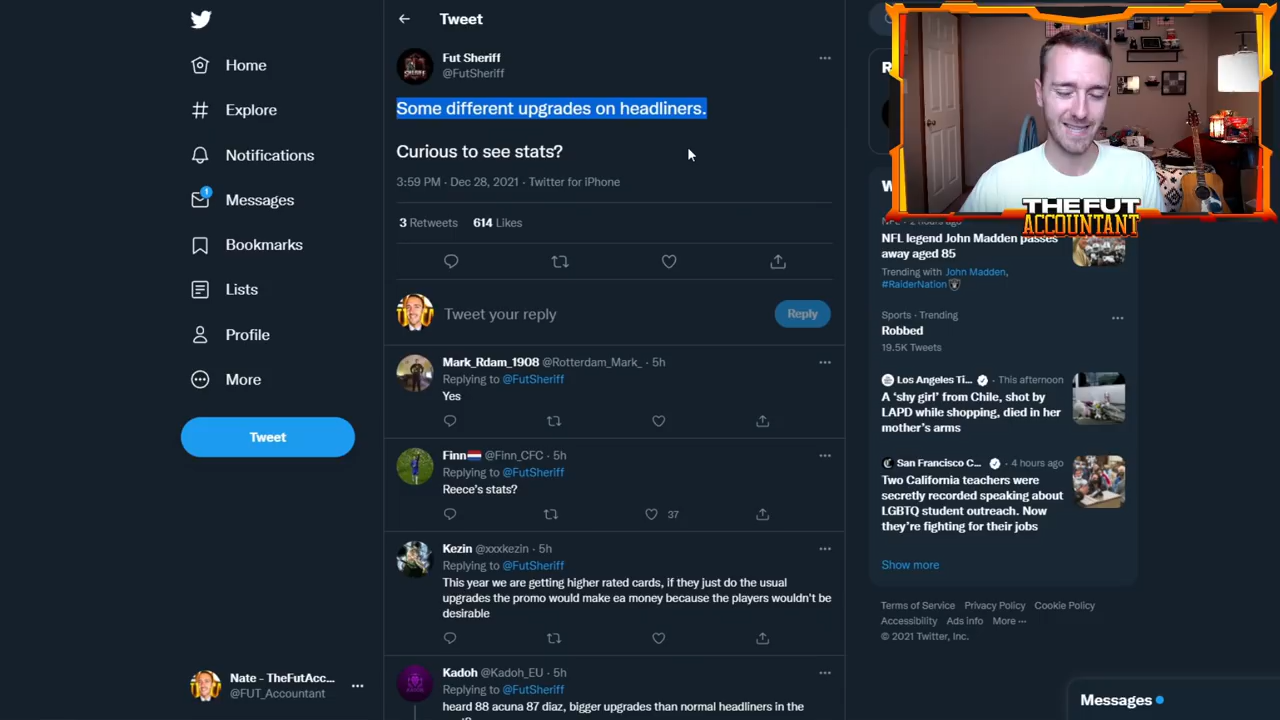 Home
Explore
Notifications
1
Messages
Bookmarks
Lists
Profile
More
Tweet
Nate - TheFutAcc...
@FUT_Accountant
Tweet
Fut Sheriff
@FutSheriff
Some different upgrades on headliners.
Curious to see stats?
3:59 PM · Dec 28, 2021 · Twitter for iPhone
3 Retweets 614 Likes
Tweet your reply
Reply
Mark_Rdam_1908 @Rotterdam_Mark_ · 5h
Replying to @FutSheriff
Yes
Finn @Finn_CFC · 5h
Replying to @FutSheriff
Reece's stats?
37
Kezin @xxxkezin · 5h
Replying to @FutSheriff
This year we are getting higher rated cards, if they just do the usual
upgrades the promo would make ea money because the players wouldn't be
desirable
Kadoh @Kadoh_EU · 5h
Replying to @FutSheriff
heard 88 acuna 87 diaz, bigger upgrades than normal headliners in the
THE FUT
ACCOUNTANT
NFL · 2 hours ago
NFL legend John Madden passes
away aged 85
Trending with John Madden,
#RaiderNation
Sports · Trending
Robbed
19.5K Tweets
Los Angeles Ti... · This afternoon
A ‘shy girl’ from Chile, shot by
LAPD while shopping, died in her
mother’s arms
San Francisco C... · 4 hours ago
Two California teachers were
secretly recorded speaking about
LGBTQ student outreach. Now
they’re fighting for their jobs
Show more
Terms of Service Privacy Policy Cookie Policy
Accessibility Ads info More ···
© 2021 Twitter, Inc.
Messages